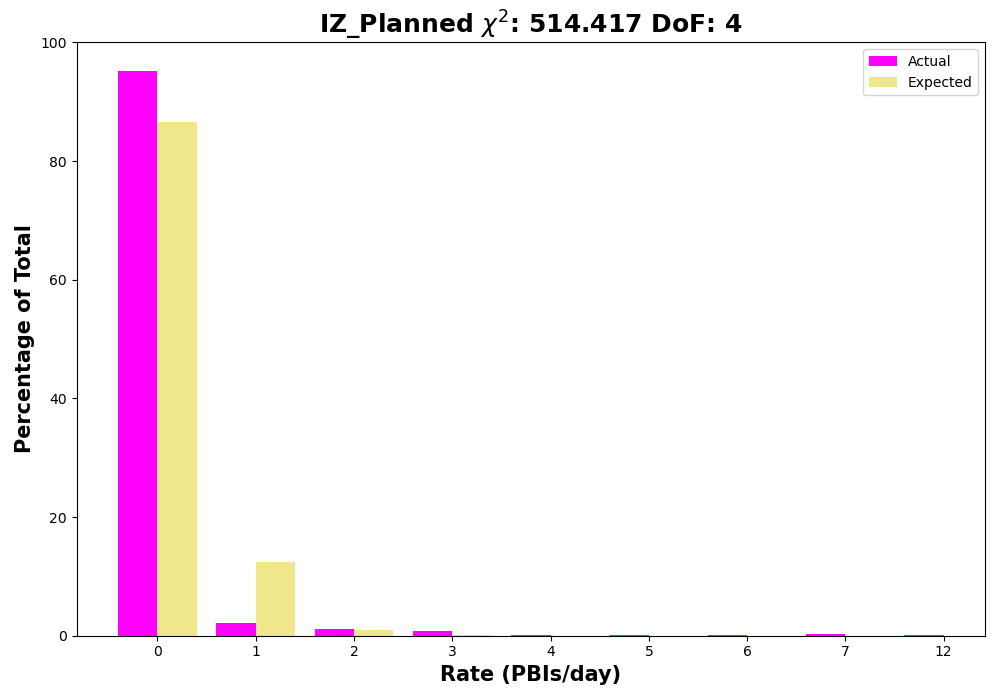 IZ_Planned χ²: 514.417 DoF: 4
Actual
Expected
Percentage of Total
100
80
60
40
20
0
0 1 2 3 4 5 6 7 12
Rate (PBIs/day)